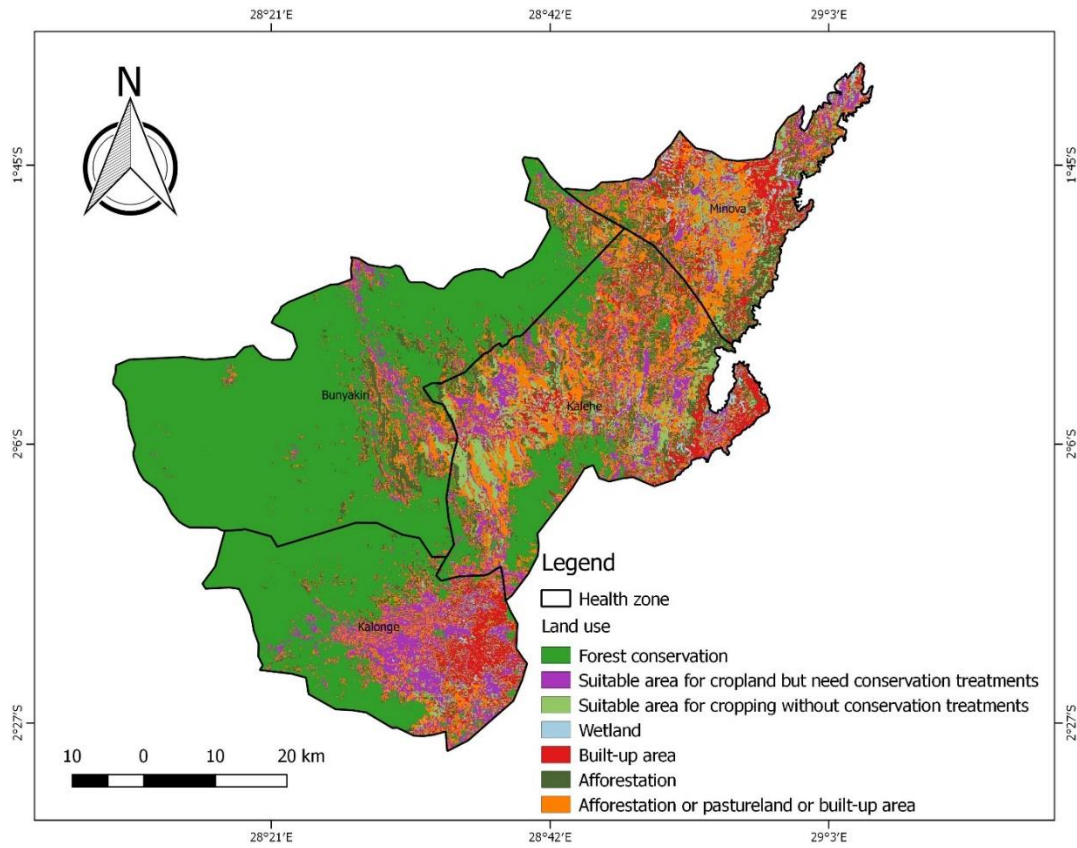 28°21'E 28°42'E 29°3'E
N
1°45'S 1°45'S
Minova
Bunyakiri
Kalehe
2°6'S 2°6'S
Legend
Health zone
Land use
Kalonge
Forest conservation
Suitable area for cropland but need conservation treatments
Suitable area for cropping without conservation treatments
2°27'S 2°27'S
Wetland
Built-up area
10 0 10 20 km
Afforestation
Afforestation or pastureland or built-up area
28°21'E 28°42'E 29°3'E